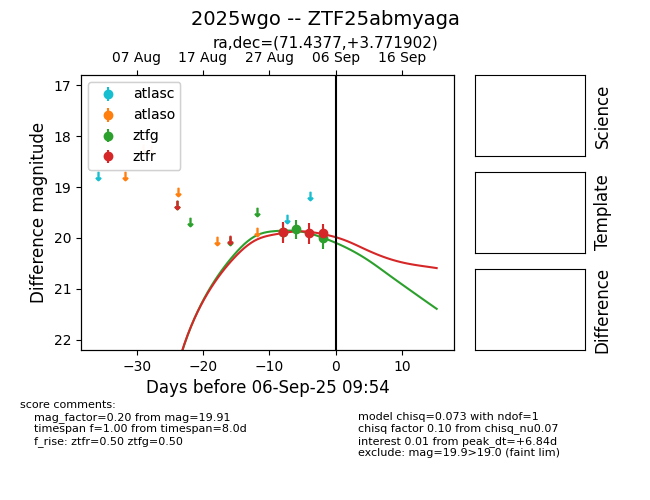 2025wgo -- ZTF25abmyaga
ra,dec=(71.4377,+3.771902)
07 Aug 17 Aug 27 Aug 06 Sep 16 Sep
atlasc
atlaso
ztfg
ztfr
17
18
19
20
21
22
Difference magnitude
−30 −20 −10 0 10
Days before 06-Sep-25 09:54
Science
Template
Difference
score comments:
mag_factor=0.20 from mag=19.91
timespan f=1.00 from timespan=8.0d
f_rise: ztfr=0.50 ztfg=0.50
model chisq=0.073 with ndof=1
chisq factor 0.10 from chisq_nu0.07
interest 0.01 from peak_dt=+6.84d
exclude: mag=19.9>19.0 (faint lim)